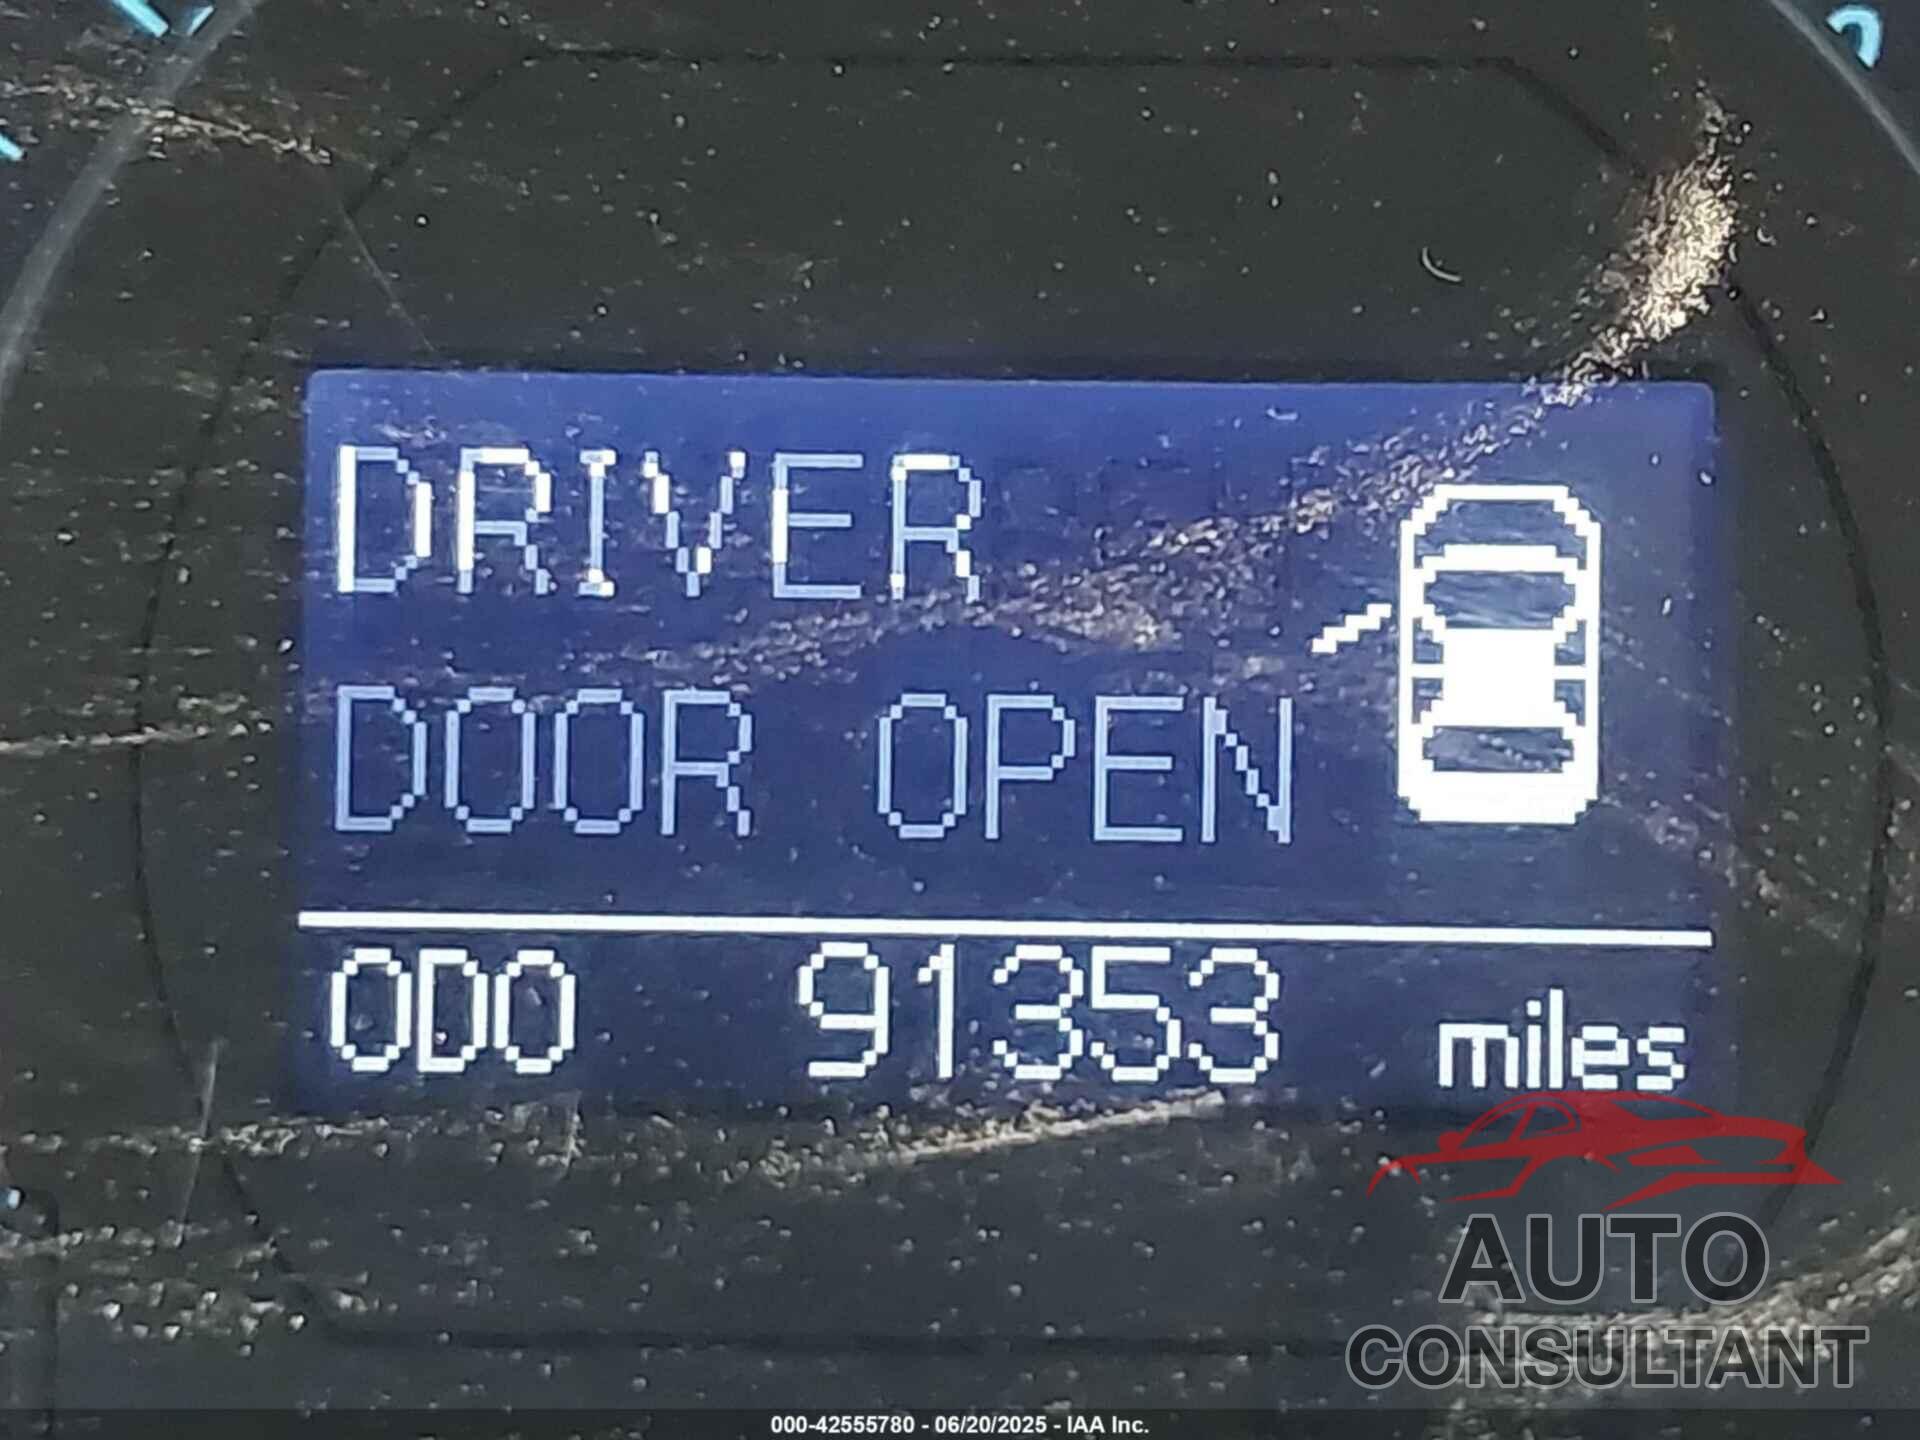 DRIVER
DOOR OPEN
ODO 91353 miles
AUTO
CONSULTANT
000-42555780 - 06/20/2025 - IAA Inc.